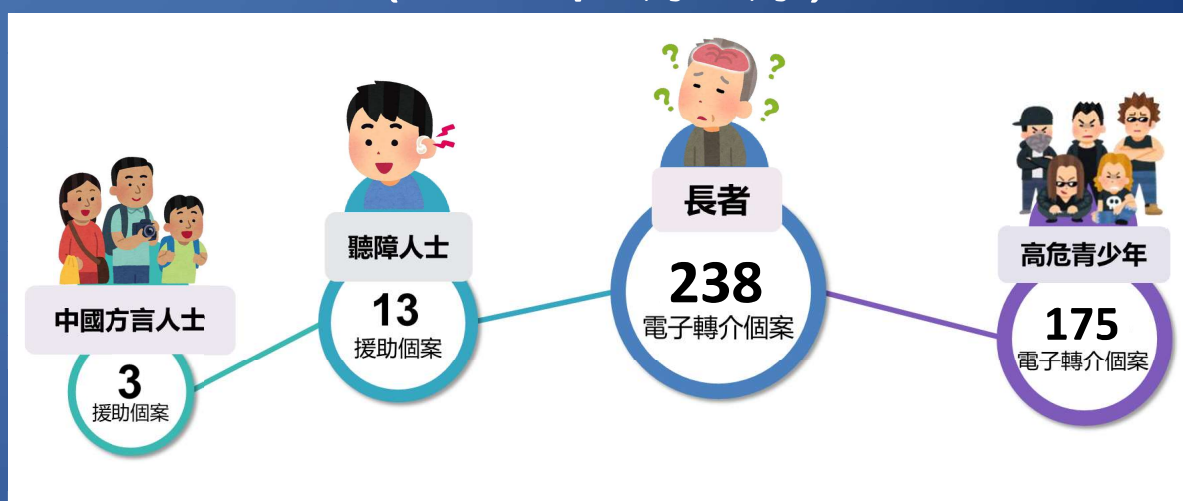 中國方言人士
3
援助個案
聽障人士
13
援助個案
長者
238
電子轉介個案
高危青少年
175
電子轉介個案